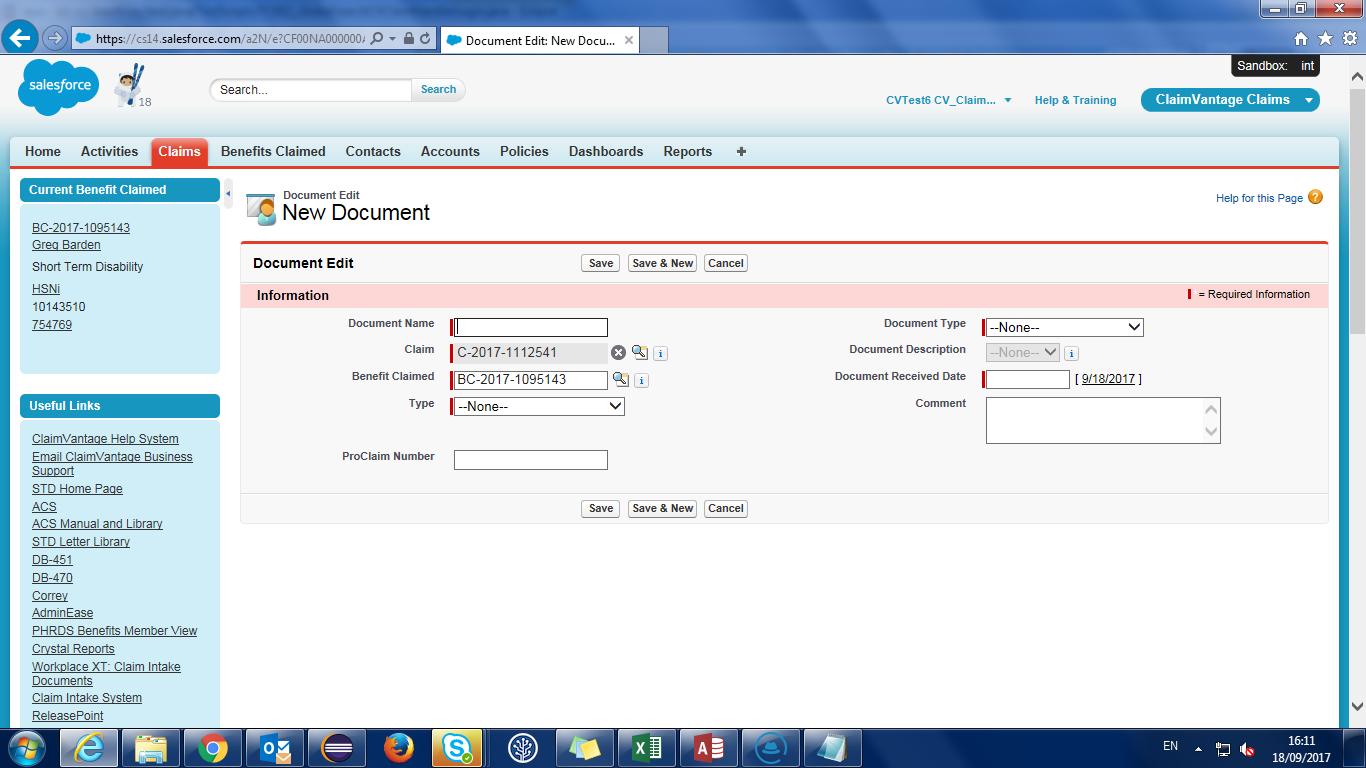 https://cs14.salesforce.com/a2N/e?CF00NA000000
Document Edit: New Docu...
Sandbox: int
salesforce
18
Search...
Search
CVTest6 CV_Claim...
Help & Training
ClaimVantage Claims
Home
Activities
Claims
Benefits Claimed
Contacts
Accounts
Policies
Dashboards
Reports
Current Benefit Claimed
BC-2017-1095143
Greg Barden
Short Term Disability
HSNi
10143510
754769
Useful Links
ClaimVantage Help System
Email ClaimVantage Business
Support
STD Home Page
ACS
ACS Manual and Library
STD Letter Library
DB-451
DB-470
Correy
AdminEase
PHRDS Benefits Member View
Crystal Reports
Workplace XT: Claim Intake
Documents
Claim Intake System
ReleasePoint
Document Edit
New Document
Help for this Page
Document Edit
Save
Save & New
Cancel
Information
= Required Information
Document Name
Document Type
--None--
Claim
C-2017-1112541
Document Description
--None--
Benefit Claimed
BC-2017-1095143
Document Received Date
[ 9/18/2017 ]
Type
--None--
Comment
ProClaim Number
Save
Save & New
Cancel
EN
16:11
18/09/2017